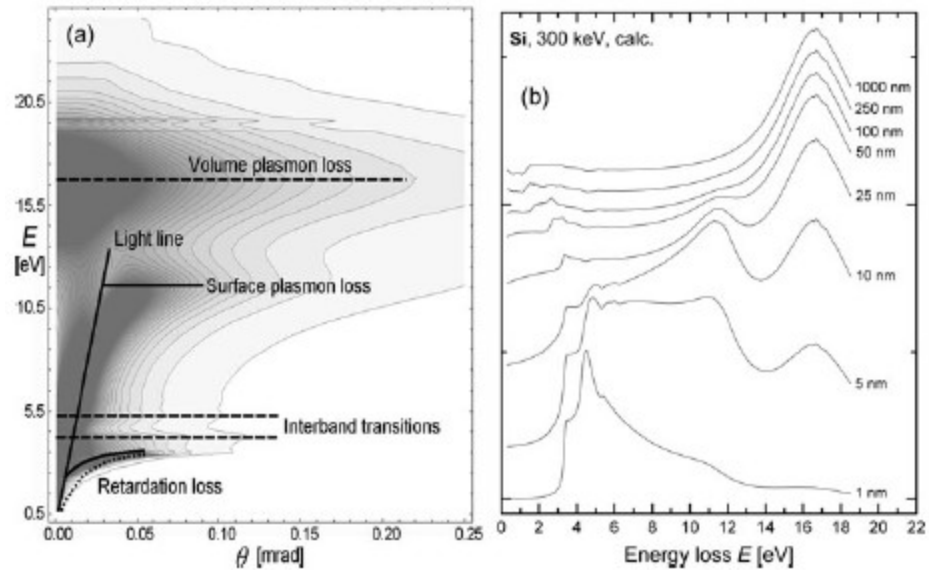 (a)
20.5
15.5
E
[eV]
10.5
5.5
0.5
Volume plasmon loss
Light line
Surface plasmon loss
Interband transitions
Retardation loss
0.00 0.05 0.10 0.15 0.20 0.25
θ [mrad]
Si, 300 keV, calc.
(b)
1000 nm
250 nm
100 nm
50 nm
25 nm
10 nm
5 nm
1 nm
0 2 4 6 8 10 12 14 16 18 20 22
Energy loss E [eV]